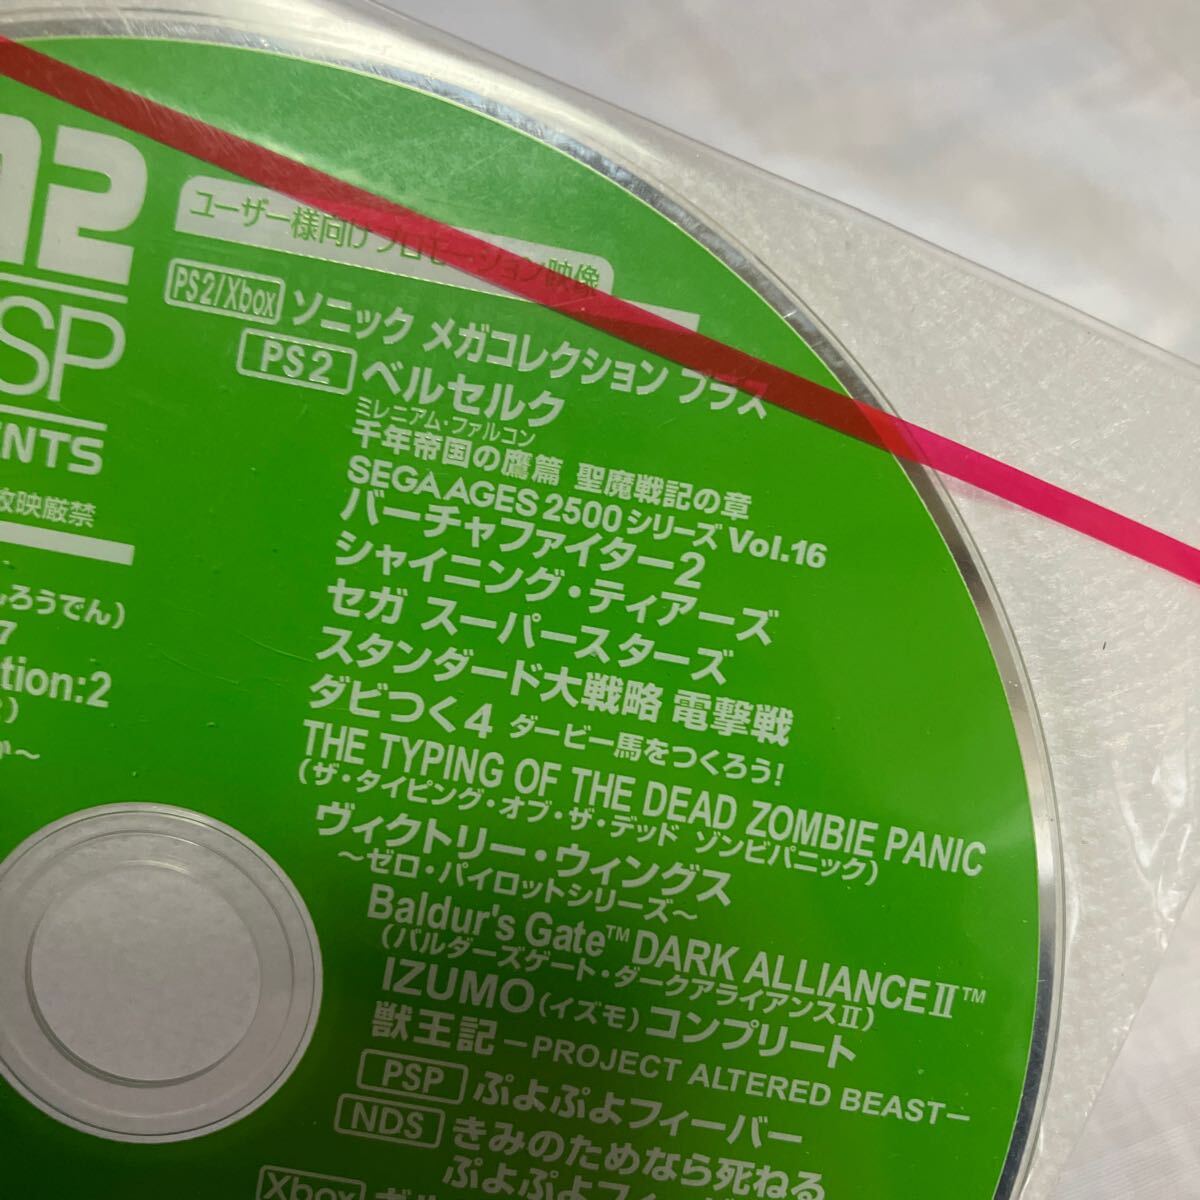 SP
ユーザー様向けプロモーション映像
PS2/Xbox ソニック メガコレクション プラス
PS2 ベルセルク
ミレニアム・ファルコン
千年帝国の鷹篇 聖魔戦記の章
SEGA AGES 2500シリーズ Vol.16
バーチャファイター2
シャイニング・ティアーズ
セガ スーパースターズ
スタンダード大戦略 電撃戦
ダビつく4 ダービー馬をつくろう!
THE TYPING OF THE DEAD ZOMBIE PANIC
(ザ・タイピング・オブ・ザ・デッド ゾンビパニック)
ヴィクトリー・ウィングス
～ゼロ・パイロットシリーズ～
Baldur's Gate™ DARK ALLIANCEⅡ™
(バルダーズゲート・ダークアライアンスⅡ)
IZUMO(イズモ)コンプリート
獣王記 −PROJECT ALTERED BEAST−
PSP ぷよぷよフィーバー
NDS きみのためなら死ねる
ぷよぷよフィーバー
Xbox
ENTS
放映厳禁
ろうでん)
7
tion:2